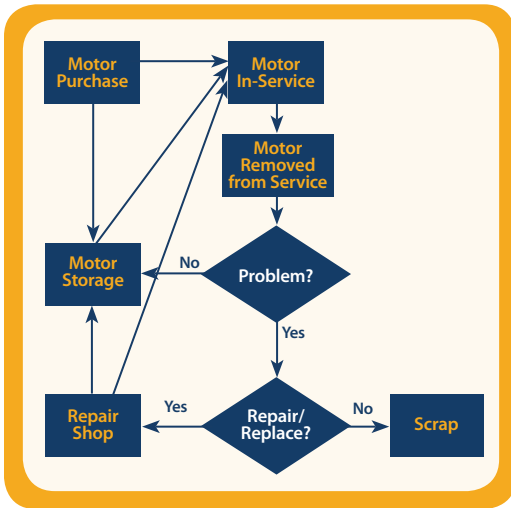 Motor
Purchase
Motor
In-Service
Motor
Removed
from Service
Motor
Storage
No
Problem?
Yes
Repair
Shop
Yes
Repair/
Replace?
No
Scrap